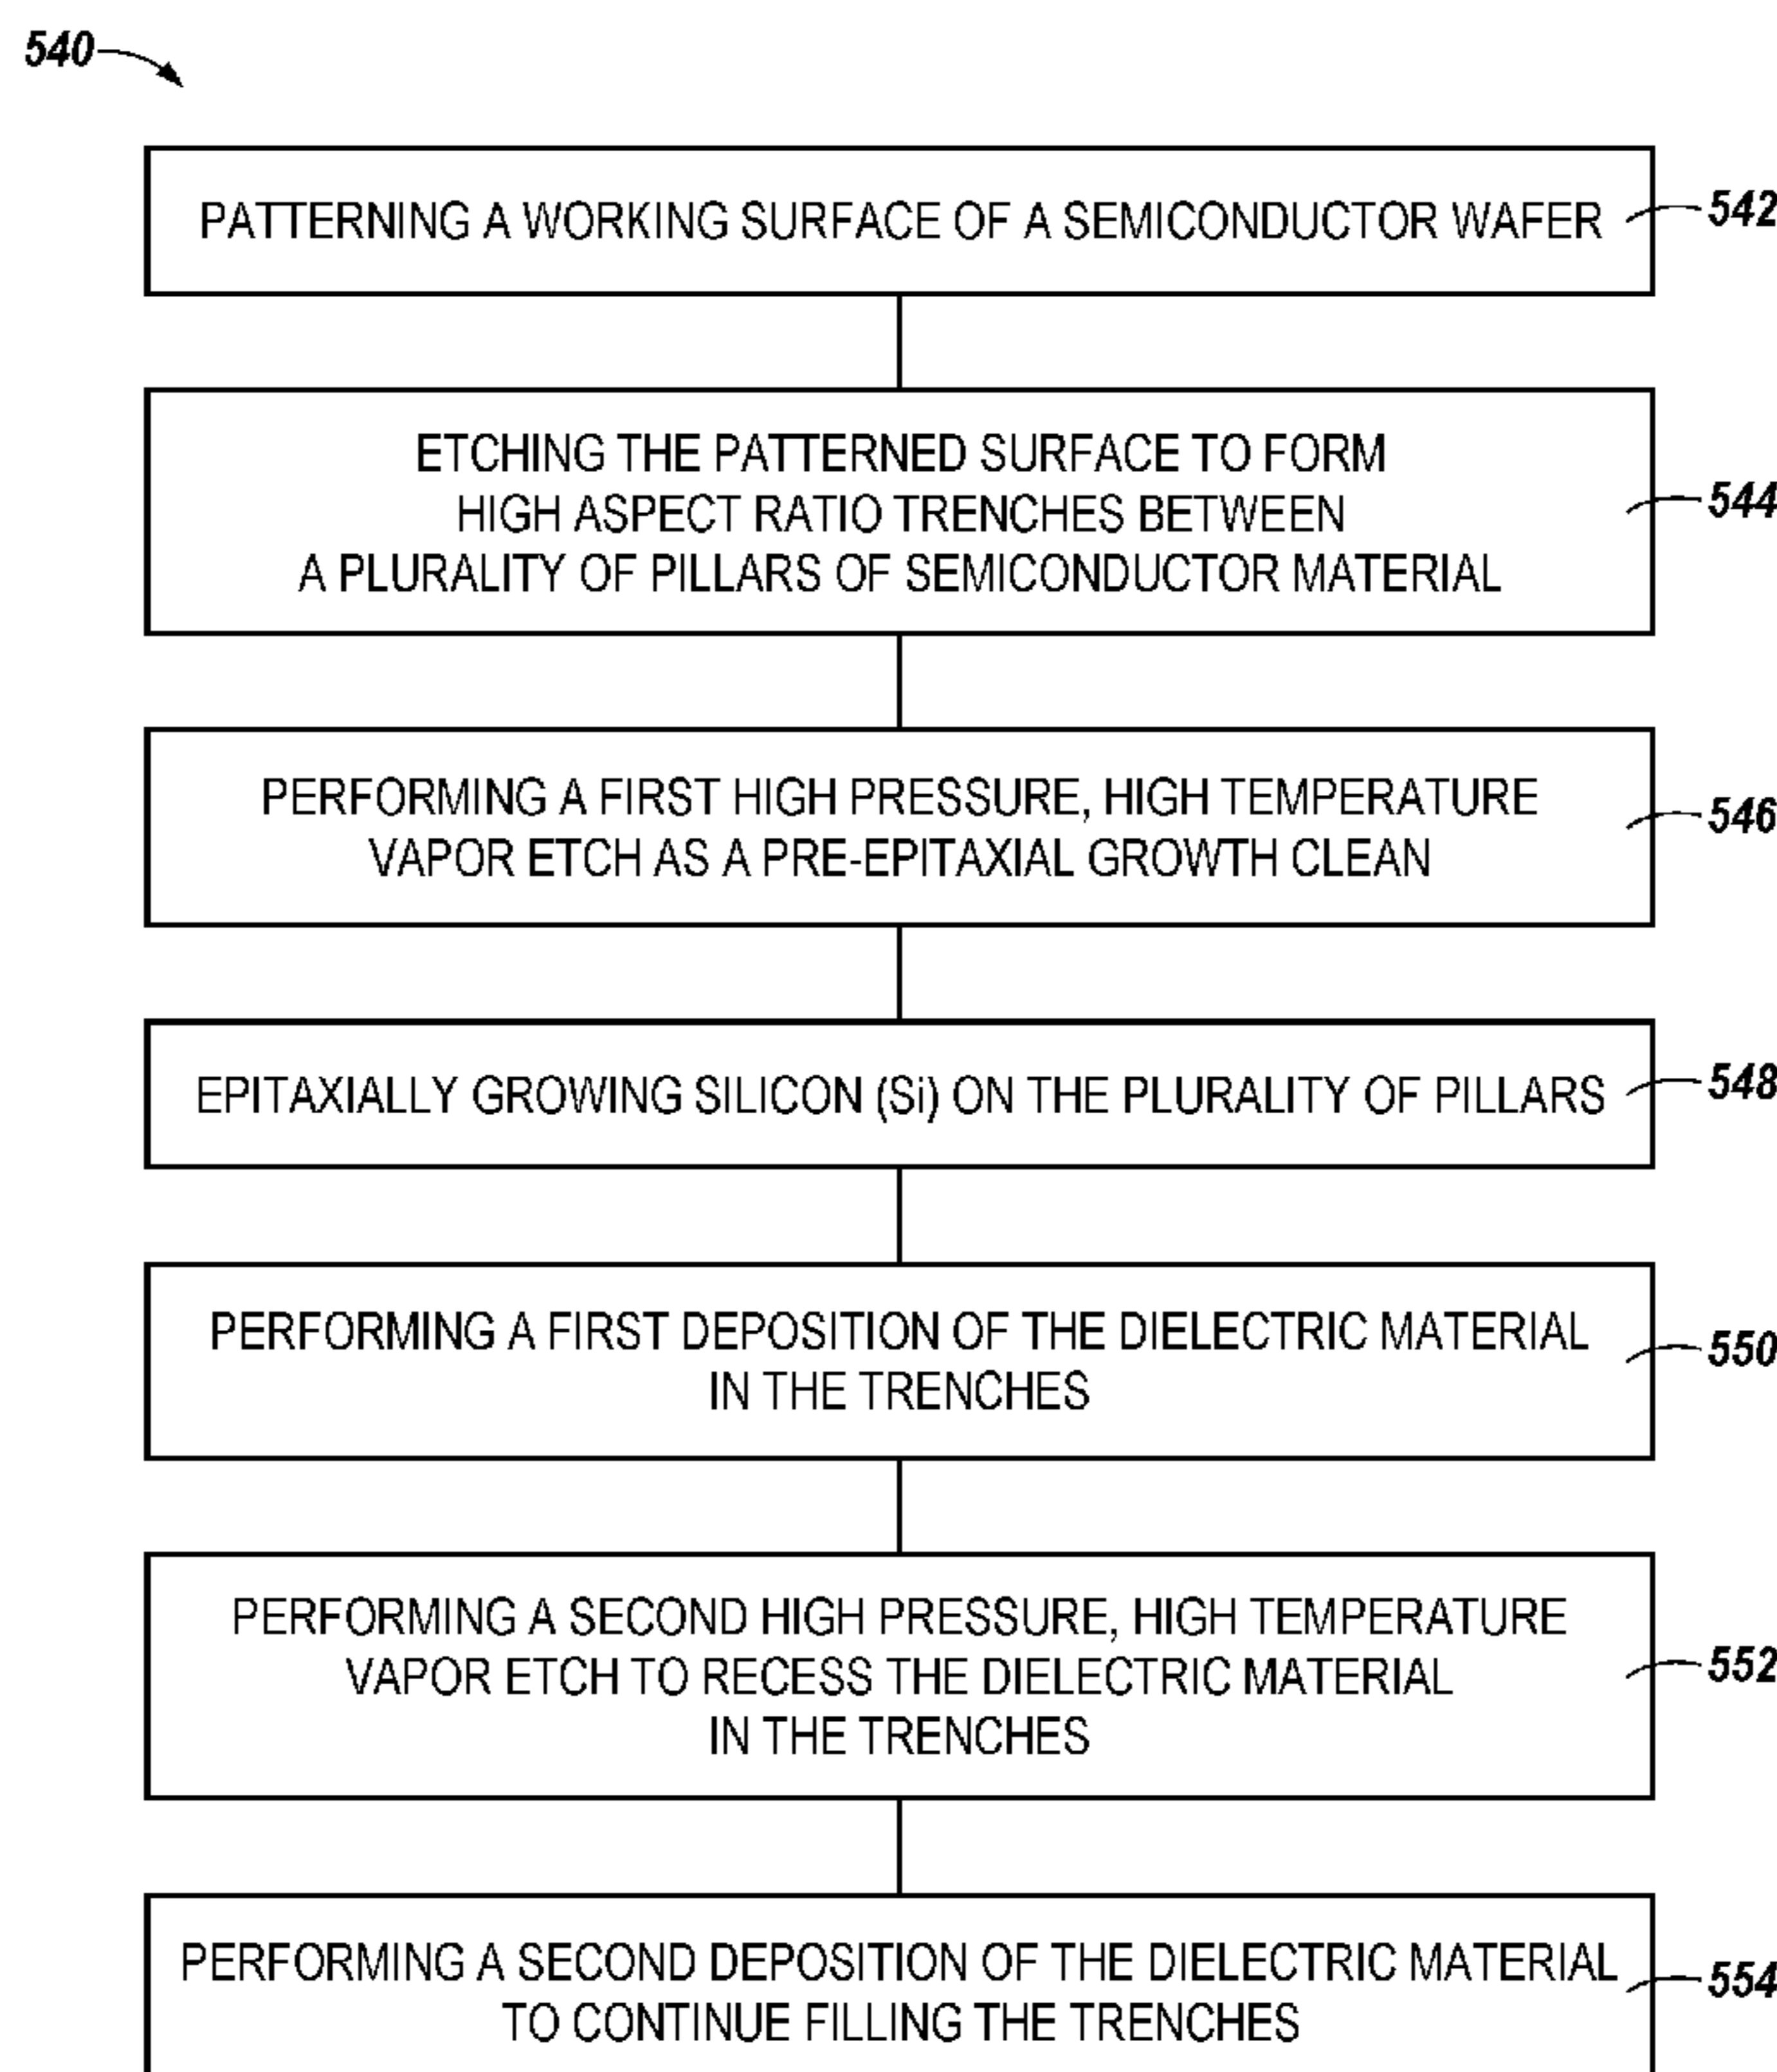 540
PATTERNING A WORKING SURFACE OF A SEMICONDUCTOR WAFER
542
ETCHING THE PATTERNED SURFACE TO FORM
HIGH ASPECT RATIO TRENCHES BETWEEN
A PLURALITY OF PILLARS OF SEMICONDUCTOR MATERIAL
544
PERFORMING A FIRST HIGH PRESSURE, HIGH TEMPERATURE
VAPOR ETCH AS A PRE-EPITAXIAL GROWTH CLEAN
546
EPITAXIALLY GROWING SILICON (Si) ON THE PLURALITY OF PILLARS
548
PERFORMING A FIRST DEPOSITION OF THE DIELECTRIC MATERIAL
IN THE TRENCHES
550
PERFORMING A SECOND HIGH PRESSURE, HIGH TEMPERATURE
VAPOR ETCH TO RECESS THE DIELECTRIC MATERIAL
IN THE TRENCHES
552
PERFORMING A SECOND DEPOSITION OF THE DIELECTRIC MATERIAL
TO CONTINUE FILLING THE TRENCHES
554